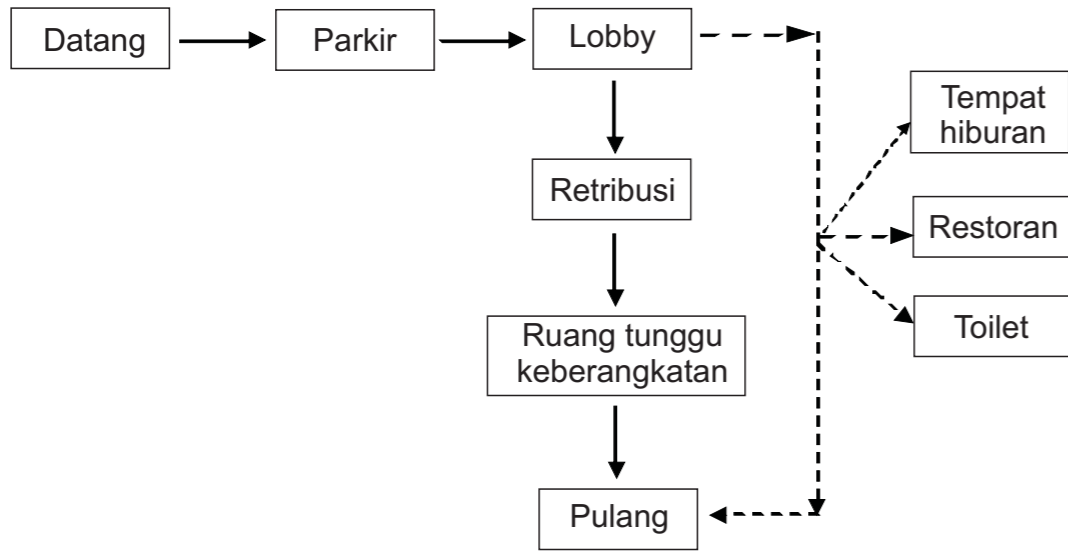 Datang
Parkir
Lobby
Tempat
hiburan
Retribusi
Restoran
Toilet
Ruang tunggu
keberangkatan
Pulang